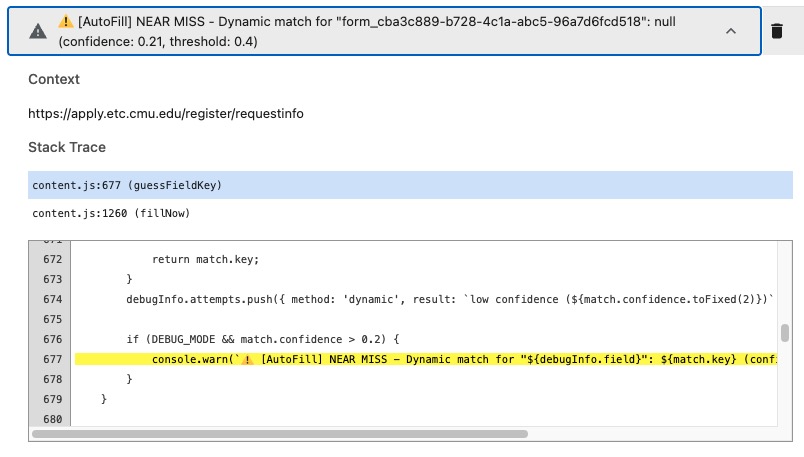 ⚠️ [AutoFill] NEAR MISS - Dynamic match for "form_cba3c889-b728-4c1a-abc5-96a7d6fcd518": null
(confidence: 0.21, threshold: 0.4)
Context
https://apply.etc.cmu.edu/register/requestinfo
Stack Trace
content.js:677 (guessFieldKey)
content.js:1260 (fillNow)
671
672 return match.key;
673 }
674 debugInfo.attempts.push({ method: 'dynamic', result: `low confidence (${match.confidence.toFixed(2)})`
675
676 if (DEBUG_MODE && match.confidence > 0.2) {
677 console.warn(`⚠️ [AutoFill] NEAR MISS - Dynamic match for "${debugInfo.field}": ${match.key} (conf
678 }
679 }
680